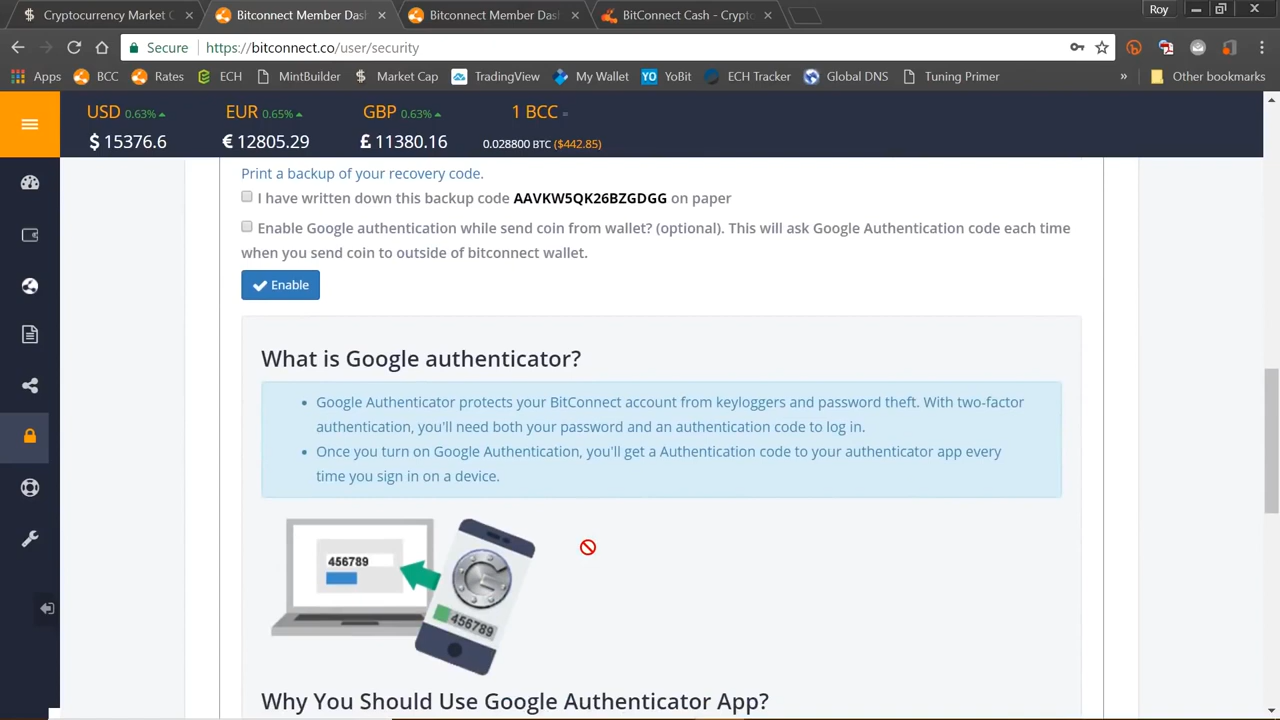 Cryptocurrency Market C
Bitconnect Member Dash
Bitconnect Member Dash
BitConnect Cash - Crypto
Roy
Secure
https://bitconnect.co/user/security
Apps
BCC
Rates
ECH
MintBuilder
Market Cap
TradingView
My Wallet
YO YoBit
ECH Tracker
Global DNS
Tuning Primer
»
Other bookmarks
USD 0.63%
EUR 0.65%
GBP 0.63%
1 BCC =
$ 15376.6
€ 12805.29
£ 11380.16
0.028800 BTC ($442.85)
Print a backup of your recovery code.
I have written down this backup code AAVKW5QK26BZGDGG on paper
Enable Google authentication while send coin from wallet? (optional). This will ask Google Authentication code each time
when you send coin to outside of bitconnect wallet.
Enable
What is Google authenticator?
• Google Authenticator protects your BitConnect account from keyloggers and password theft. With two-factor
authentication, you'll need both your password and an authentication code to log in.
• Once you turn on Google Authentication, you'll get a Authentication code to your authenticator app every
time you sign in on a device.
456789
456789
Why You Should Use Google Authenticator App?